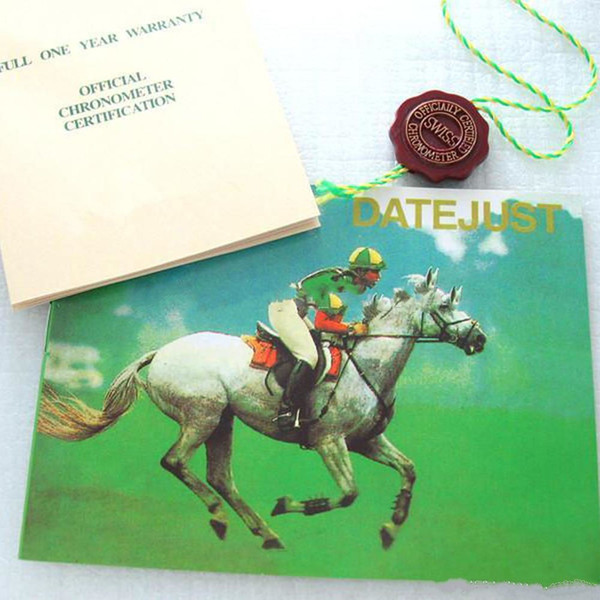 FULL ONE YEAR WARRANTY
OFFICIAL
CHRONOMETER
CERTIFICATION
OFFICIALLY CERTIFIED
SWISS
CHRONOMETER
DATEJUST